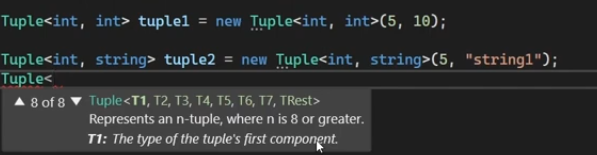 Tuple<int, int> tuple1 = new Tuple<int, int>(5, 10);
Tuple<int, string> tuple2 = new Tuple<int, string>(5, "string1");
Tuple<
▲ 8 of 8 ▼ Tuple<T1, T2, T3, T4, T5, T6, T7, TRest>
Represents an n-tuple, where n is 8 or greater.
T1: The type of the tuple's first component.